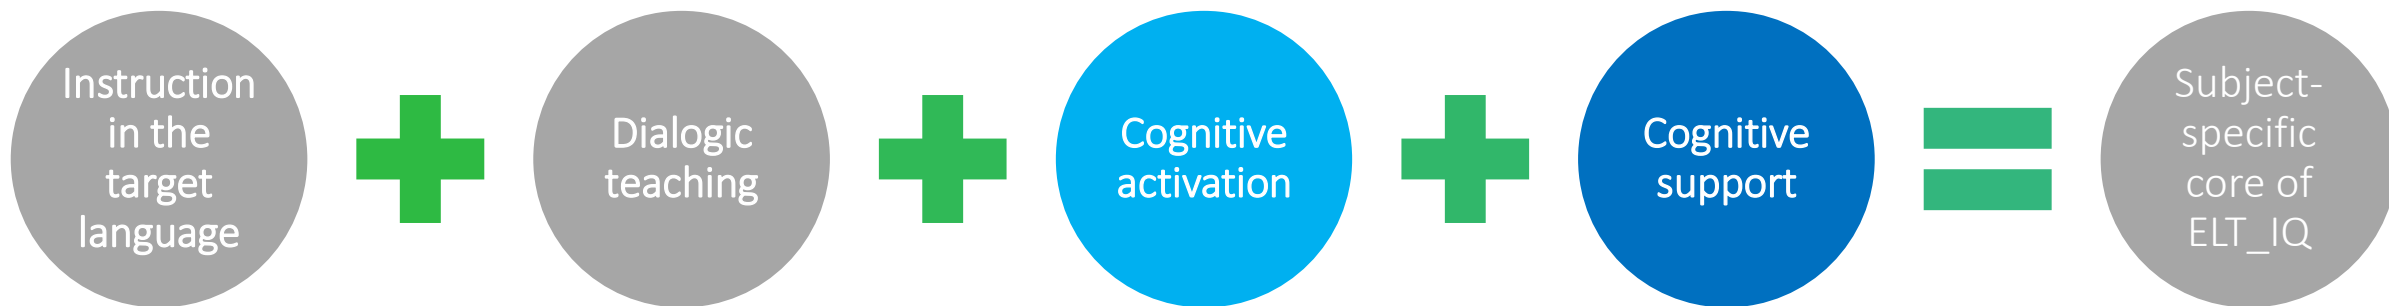 Instruction
in the
target
language
Dialogic
teaching
Cognitive
activation
Cognitive
support
Subject-
specific
core of
ELT_IQ